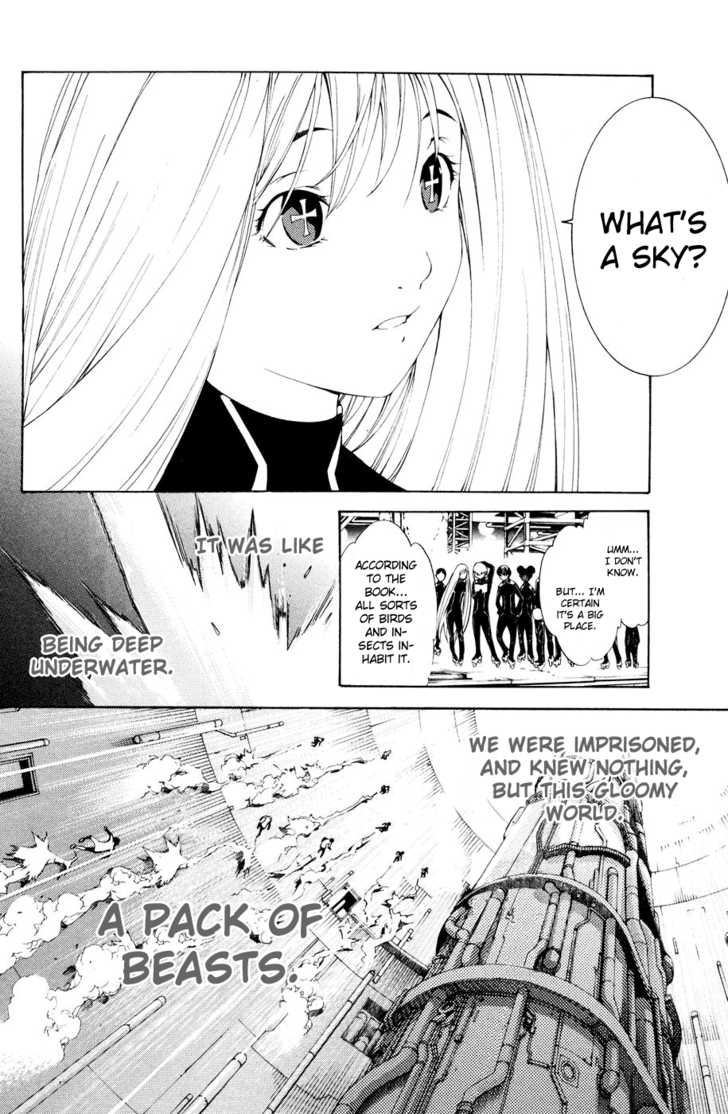 WHAT'S
A SKY?
UMM...
I DON'T
KNOW.
BUT... I'M
CERTAIN
IT'S A BIG
PLACE.
ACCORDING
TO THE
BOOK...
ALL SORTS
OF BIRDS
AND IN-
SECTS IN-
HABIT IT.
IT WAS LIKE
BEING DEEP
UNDERWATER.
WE WERE IMPRISONED,
AND KNEW NOTHING,
BUT THIS GLOOMY
WORLD.
A PACK OF
BEASTS.